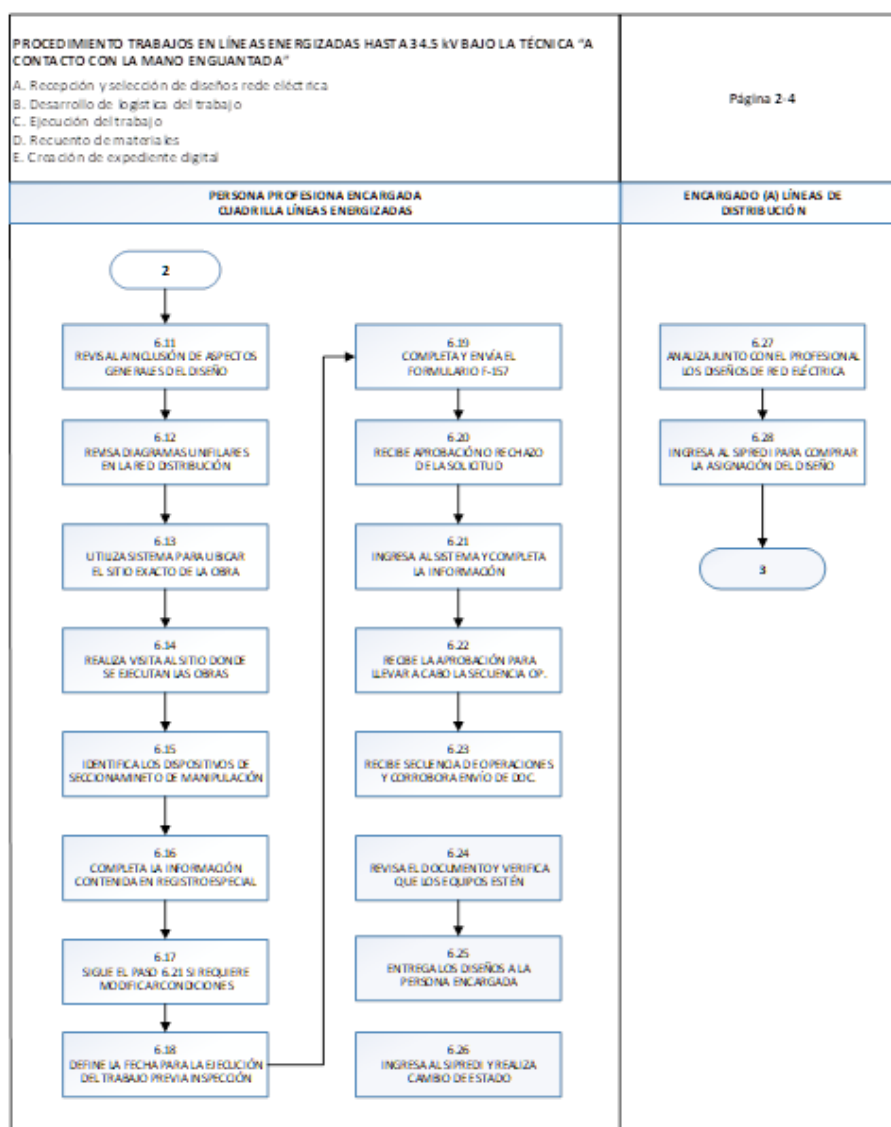 PROCEDIMIENTO TRABAJOS EN LÍNEAS ENERGIZADAS HASTA 34.5 kV BAJO LA TÉCNICA “A
CONTACTO CON LA MANO ENGUANTADA”
A. Recepción y selección de diseños rede eléctrica
B. Desarrollo de logística del trabajo
C. Ejecución del trabajo
D. Recuento de materiales
E. Creación de expediente digital
Página 2-4
PERSONA PROFESIONA ENCARGADA
CUADRILLA LÍNEAS ENERGIZADAS
ENCARGADO (A) LÍNEAS DE
DISTRIBUCIÓN
2
6.11
REVISA LA INCLUSIÓN DE ASPECTOS
GENERALES DEL DISEÑO
6.12
REVISA DIAGRAMAS UNIFILARES
EN LA RED DISTRIBUCIÓN
6.13
UTILIZA SISTEMA PARA UBICAR
EL SITIO EXACTO DE LA OBRA
6.14
REALIZA VISITA AL SITIO DONDE
SE EJECUTAN LAS OBRAS
6.15
IDENTIFICA LOS DISPOSITIVOS DE
SECCIONAMINETO DE MANIPULACIÓN
6.16
COMPLETA LA INFORMACIÓN
CONTENIDA EN REGISTRO ESPECIAL
6.17
SIGUE EL PASO 6.21 SI REQUIERE
MODIFICAR CONDICIONES
6.18
DEFINE LA FECHA PARA LA EJECUCIÓN
DEL TRABAJO PREVIA INSPECCIÓN
6.19
COMPLETA Y ENVÍA EL
FORMULARIO F-157
6.20
RECIBE APROBACIÓN O RECHAZO
DE LA SOLICITUD
6.21
INGRESA AL SISTEMA Y COMPLETA
LA INFORMACIÓN
6.22
RECIBE LA APROBACIÓN PARA
LLEVAR A CABO LA SECUENCIA OP.
6.23
RECIBE SECUENCIA DE OPERACIONES
Y CORROBORA ENVÍO DE DOC.
6.24
REVISA EL DOCUMENTO Y VERIFICA
QUE LOS EQUIPOS ESTÉN
6.25
ENTREGA LOS DISEÑOS A LA
PERSONA ENCARGADA
6.26
INGRESA AL SIPREDI Y REALIZA
CAMBIO DE ESTADO
6.27
ANALIZA JUNTO CON EL PROFESIONAL
LOS DISEÑOS DE RED ELÉCTRICA
6.28
INGRESA AL SIPREDI PARA COMPRAR
LA ASIGNACIÓN DEL DISEÑO
3